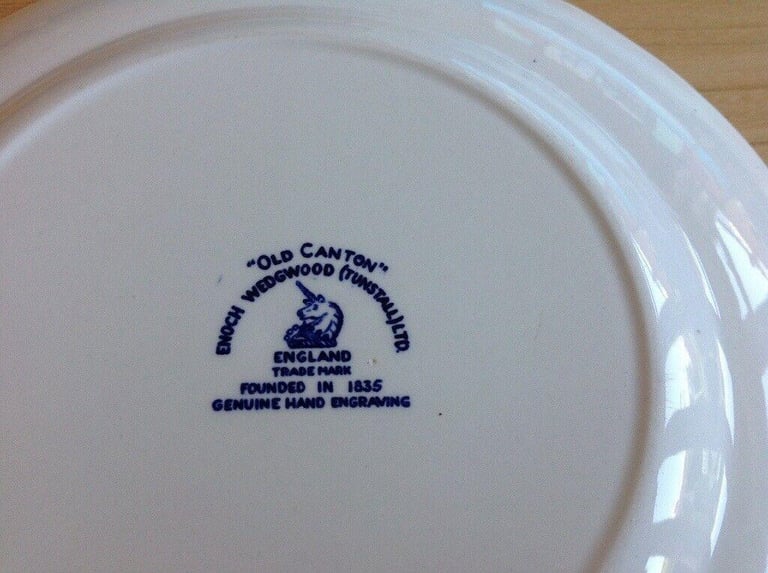 "OLD CANTON"
ENOCH WEDGWOOD (TUNSTALL) LTD.
ENGLAND
TRADE MARK
FOUNDED IN 1835
GENUINE HAND ENGRAVING